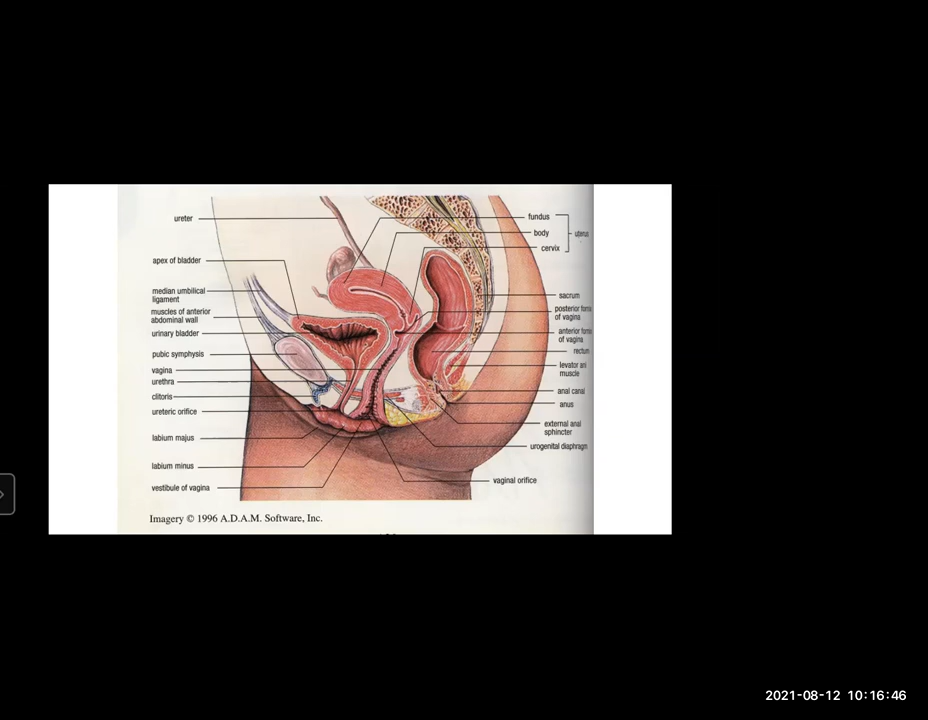 ureter
apex of bladder
median umbilical
ligament
muscles of anterior
abdominal wall
urinary bladder
pubic symphysis
vagina
urethra
clitoris
ureteric orifice
labium majus
labium minus
vestibule of vagina
fundus
body
cervix
uterus
sacrum
posterior
of vagina
anterior
of vagina
rectum
levator ani
muscle
anal canal
anus
external anal
sphincter
urogenital diaphragm
vaginal orifice
Imagery © 1996 A.D.A.M. Software, Inc.
2021-08-12 10:16:46